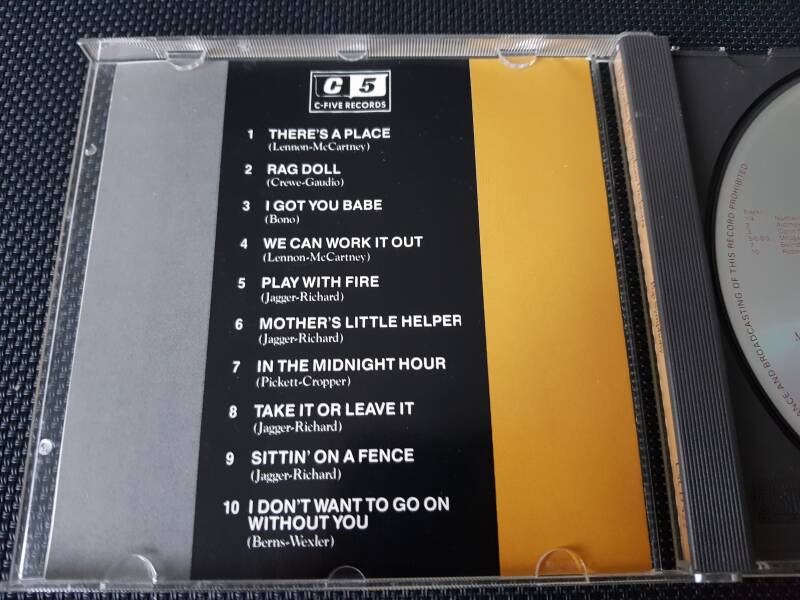 C 5
C-FIVE RECORDS
1 THERE'S A PLACE
(Lennon-McCartney)
2 RAG DOLL
(Crewe-Gaudio)
3 I GOT YOU BABE
(Bono)
4 WE CAN WORK IT OUT
(Lennon-McCartney)
5 PLAY WITH FIRE
(Jagger-Richard)
6 MOTHER'S LITTLE HELPER
(Jagger-Richard)
7 IN THE MIDNIGHT HOUR
(Pickett-Cropper)
8 TAKE IT OR LEAVE IT
(Jagger-Richard)
9 SITTIN' ON A FENCE
(Jagger-Richard)
10 I DON'T WANT TO GO ON
WITHOUT YOU
(Berns-Wexler)
ANCE AND BROADCASTING OF THIS RECORD PROHIBITED